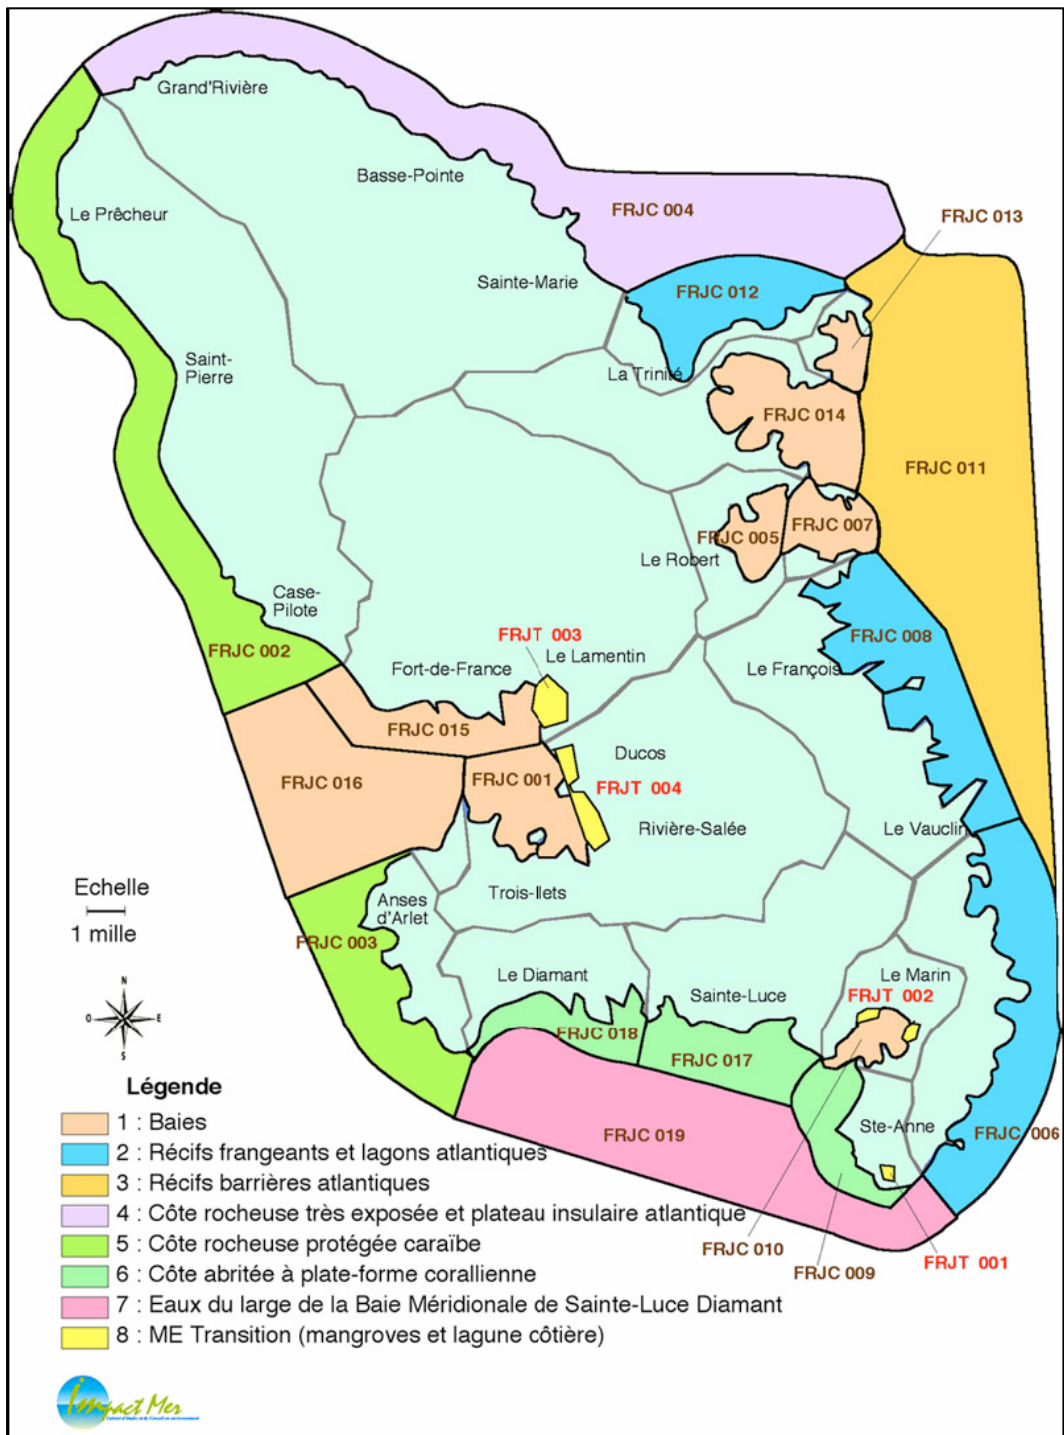 Grand'Rivière
Basse-Pointe
Le Prêcheur
FRJC 004
FRJC 013
Sainte-Marie
FRJC 012
Saint-
Pierre
La Trinité
FRJC 014
FRJC 011
FRJC 005
FRJC 007
Le Robert
Case-
Pilote
FRJC 002
FRJT 003
Le Lamentin
Fort-de-France
FRJC 008
Le François
FRJC 015
FRJC 016
FRJC 001
Ducos
FRJT 004
Rivière-Salée
Le Vauclin
Echelle
1 mille
Anses
d'Arlet
Trois-Ilets
FRJC 003
Le Diamant
Sainte-Luce
Le Marin
FRJT 002
N
O
E
S
FRJC 018
FRJC 017
FRJC 019
Ste-Anne
FRJC 006
FRJC 010
FRJC 009
FRJT 001
Légende
1 : Baies
2 : Récifs frangeants et lagons atlantiques
3 : Récifs barrières atlantiques
4 : Côte rocheuse très exposée et plateau insulaire atlantique
5 : Côte rocheuse protégée caraïbe
6 : Côte abritée à plate-forme corallienne
7 : Eaux du large de la Baie Méridionale de Sainte-Luce Diamant
8 : ME Transition (mangroves et lagune côtière)
Impact Mer